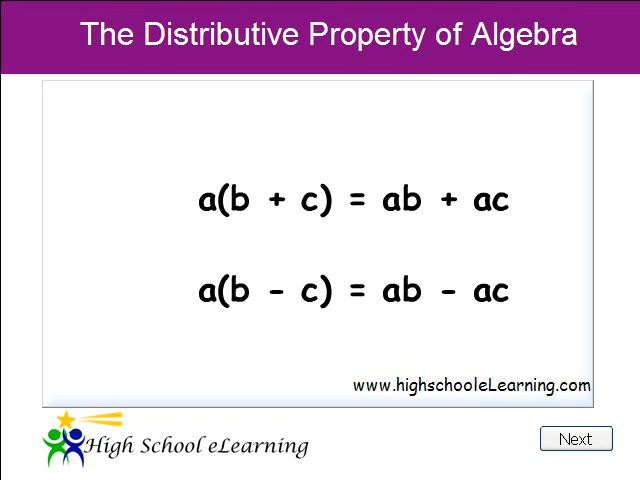 The Distributive Property of Algebra
a(b + c) = ab + ac
a(b - c) = ab - ac
www.highschooleLearning.com
High School eLearning
Next